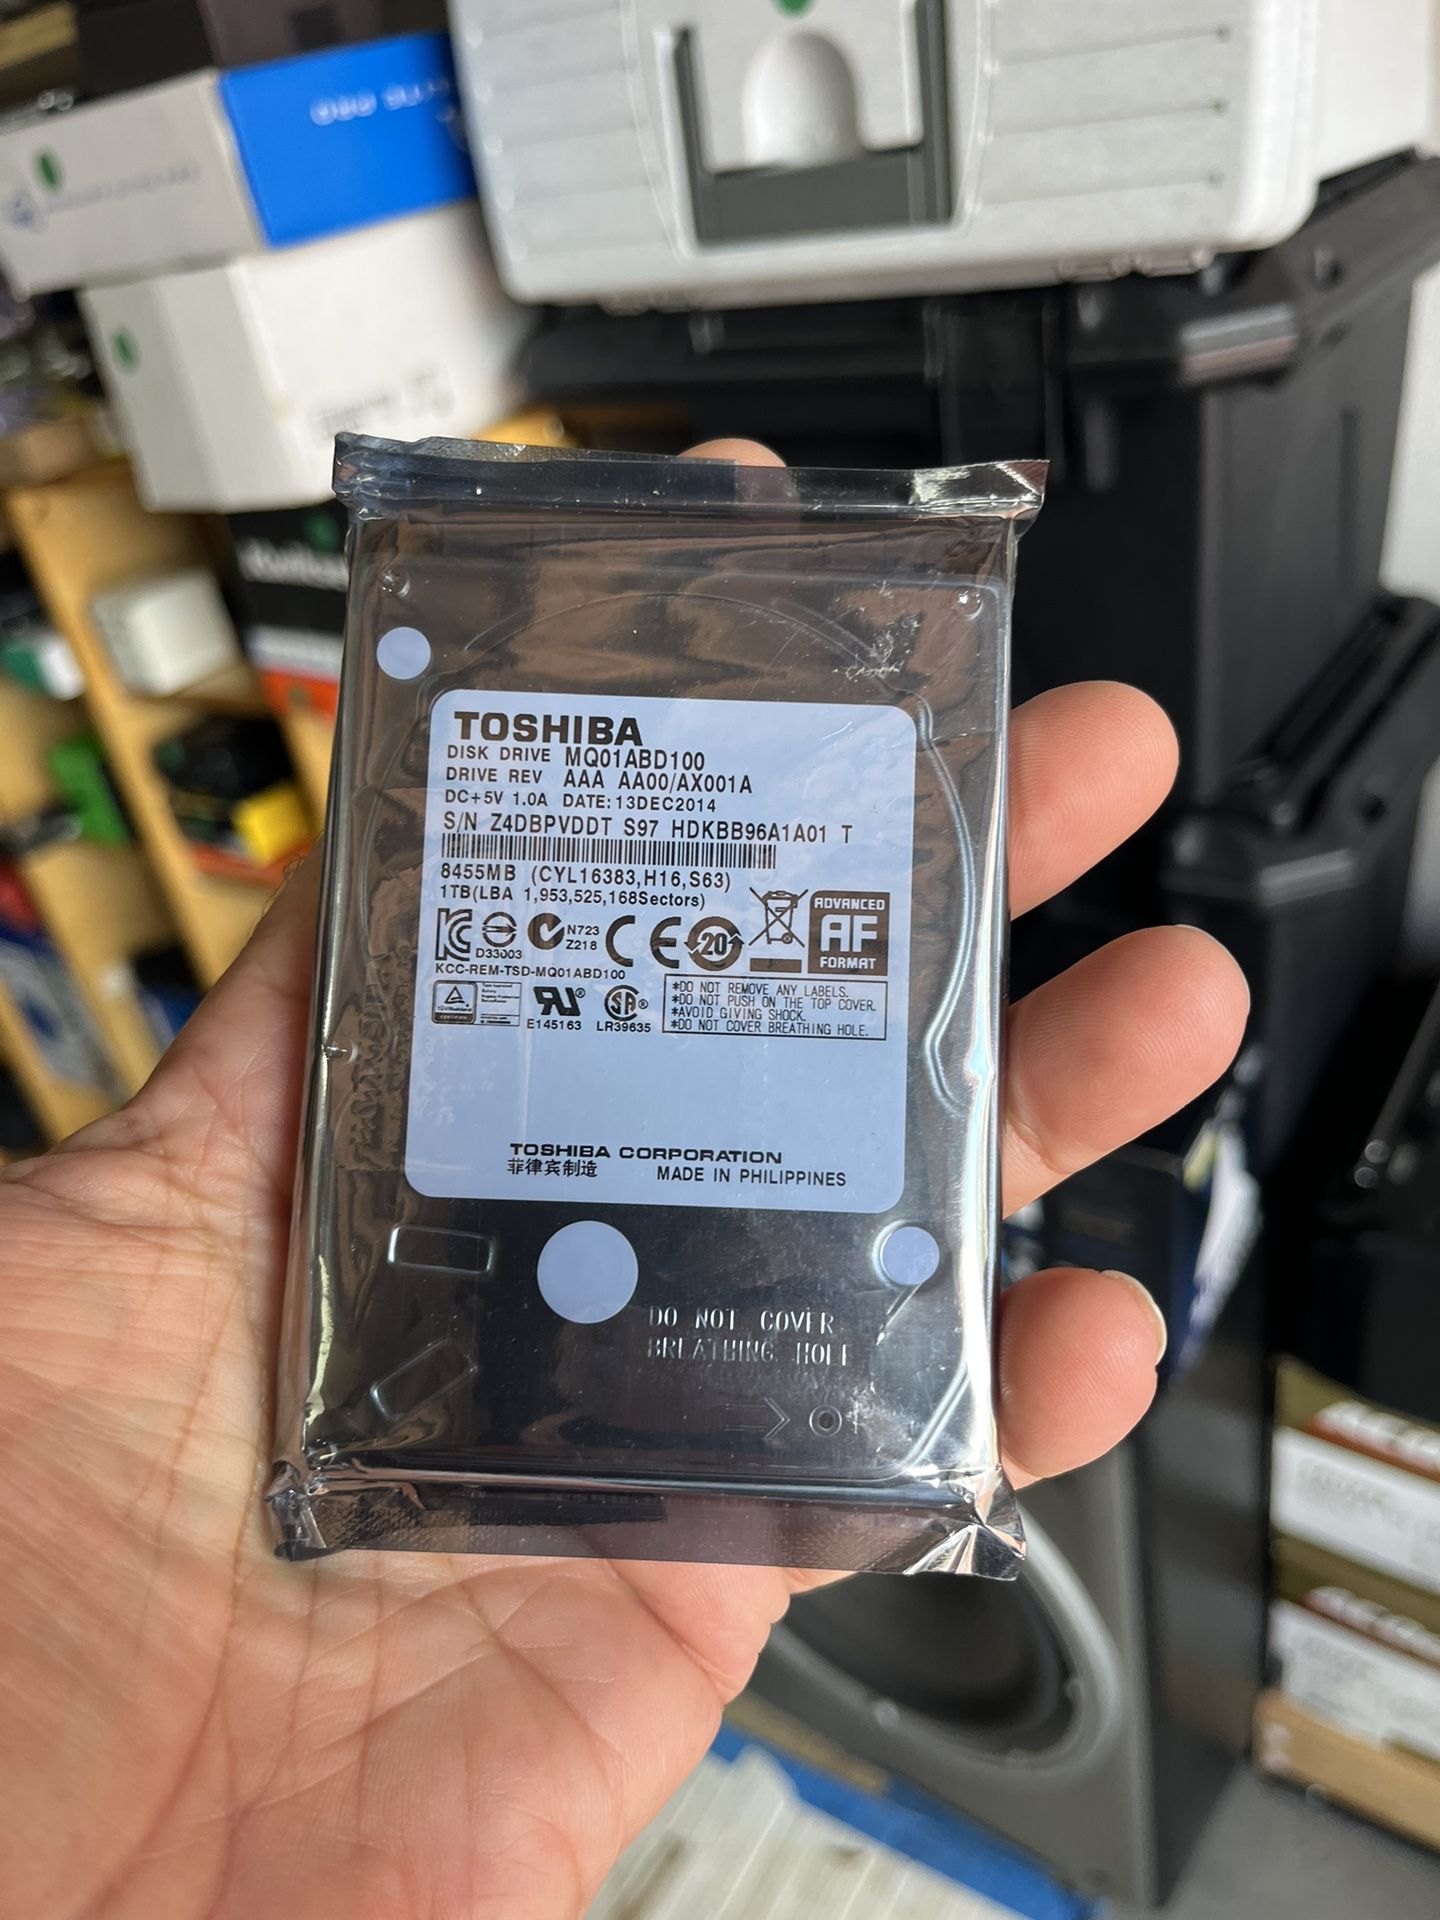 TOSHIBA
DISK DRIVE MQ01ABD100
DRIVE REV AAA AA00/AX001A
DC+5V 1.0A DATE:13DEC2014
S/N Z4DBPVDDT S97 HDKBB96A1A01 T
8455MB (CYL16383,H16,S63)
1TB(LBA 1,953,525,168Sectors)
ADVANCED
AF
FORMAT
D33003
N723
Z218
CE
20
KCC-REM-TSD-MQ01ABD100
E145163
LR39635
*DO NOT REMOVE ANY LABELS.
*DO NOT PUSH ON THE TOP COVER.
*AVOID GIVING SHOCK.
*DO NOT COVER BREATHING HOLE.
TOSHIBA CORPORATION
菲律宾制造 MADE IN PHILIPPINES
DO NOT COVER
BREATHING HOLE